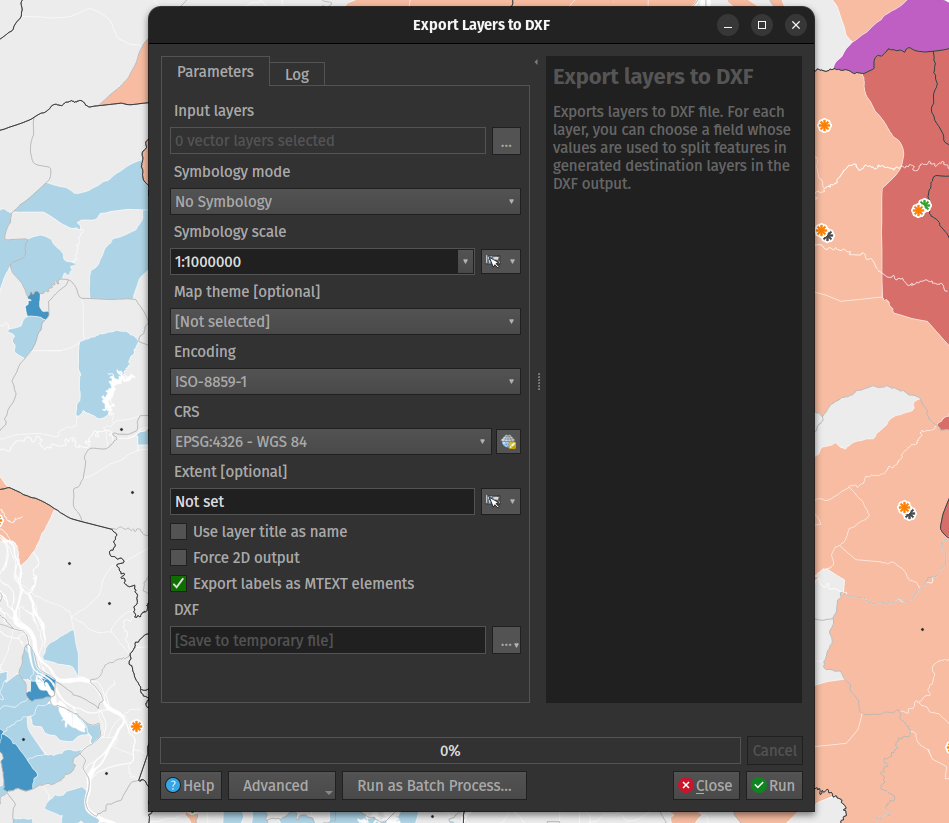 Export Layers to DXF
Parameters
Log
Input layers
0 vector layers selected
...
Symbology mode
No Symbology
Symbology scale
1:1000000
Map theme [optional]
[Not selected]
Encoding
ISO-8859-1
CRS
EPSG:4326 - WGS 84
Extent [optional]
Not set
Use layer title as name
Force 2D output
Export labels as MTEXT elements
DXF
[Save to temporary file]
...
Export layers to DXF
Exports layers to DXF file. For each
layer, you can choose a field whose
values are used to split features in
generated destination layers in the
DXF output.
0%
Cancel
? Help
Advanced
Run as Batch Process...
Close
Run